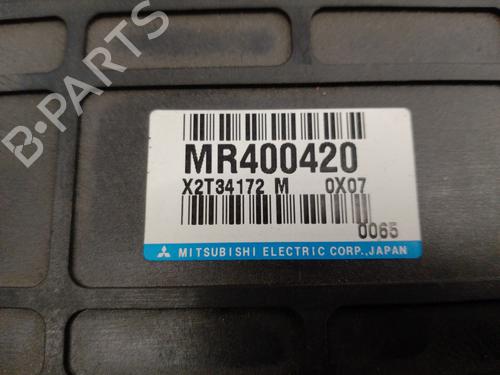 B-PARTS
MR400420
X2T34172 M 0X07
0065
MITSUBISHI ELECTRIC CORP., JAPAN